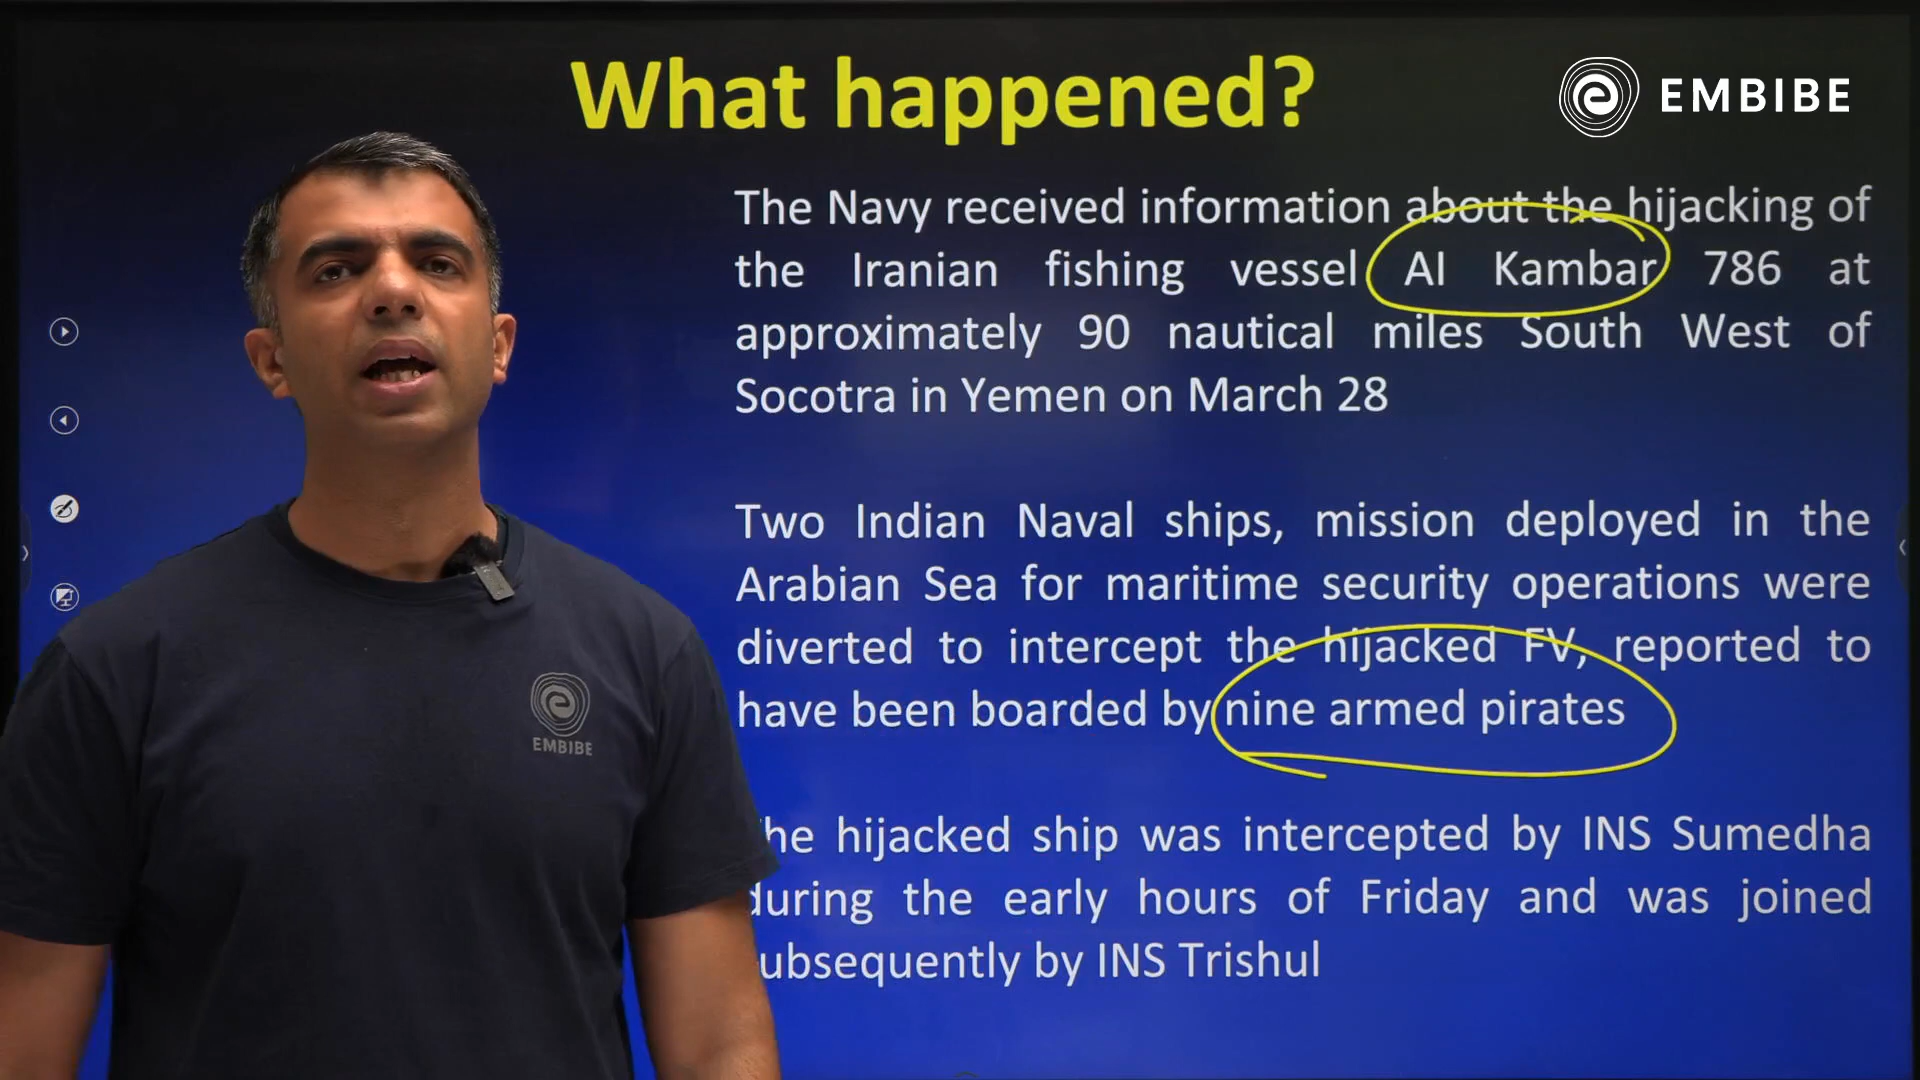 What happened?
EMBIBE
The Navy received information about the hijacking of
the Iranian fishing vessel Al Kambar 786 at
approximately 90 nautical miles South West of
Socotra in Yemen on March 28
Two Indian Naval ships, mission deployed in the
Arabian Sea for maritime security operations were
diverted to intercept the hijacked FV, reported to
have been boarded by nine armed pirates
EMBIBE
he hijacked ship was intercepted by INS Sumedha
during the early hours of Friday and was joined
ubsequently by INS Trishul